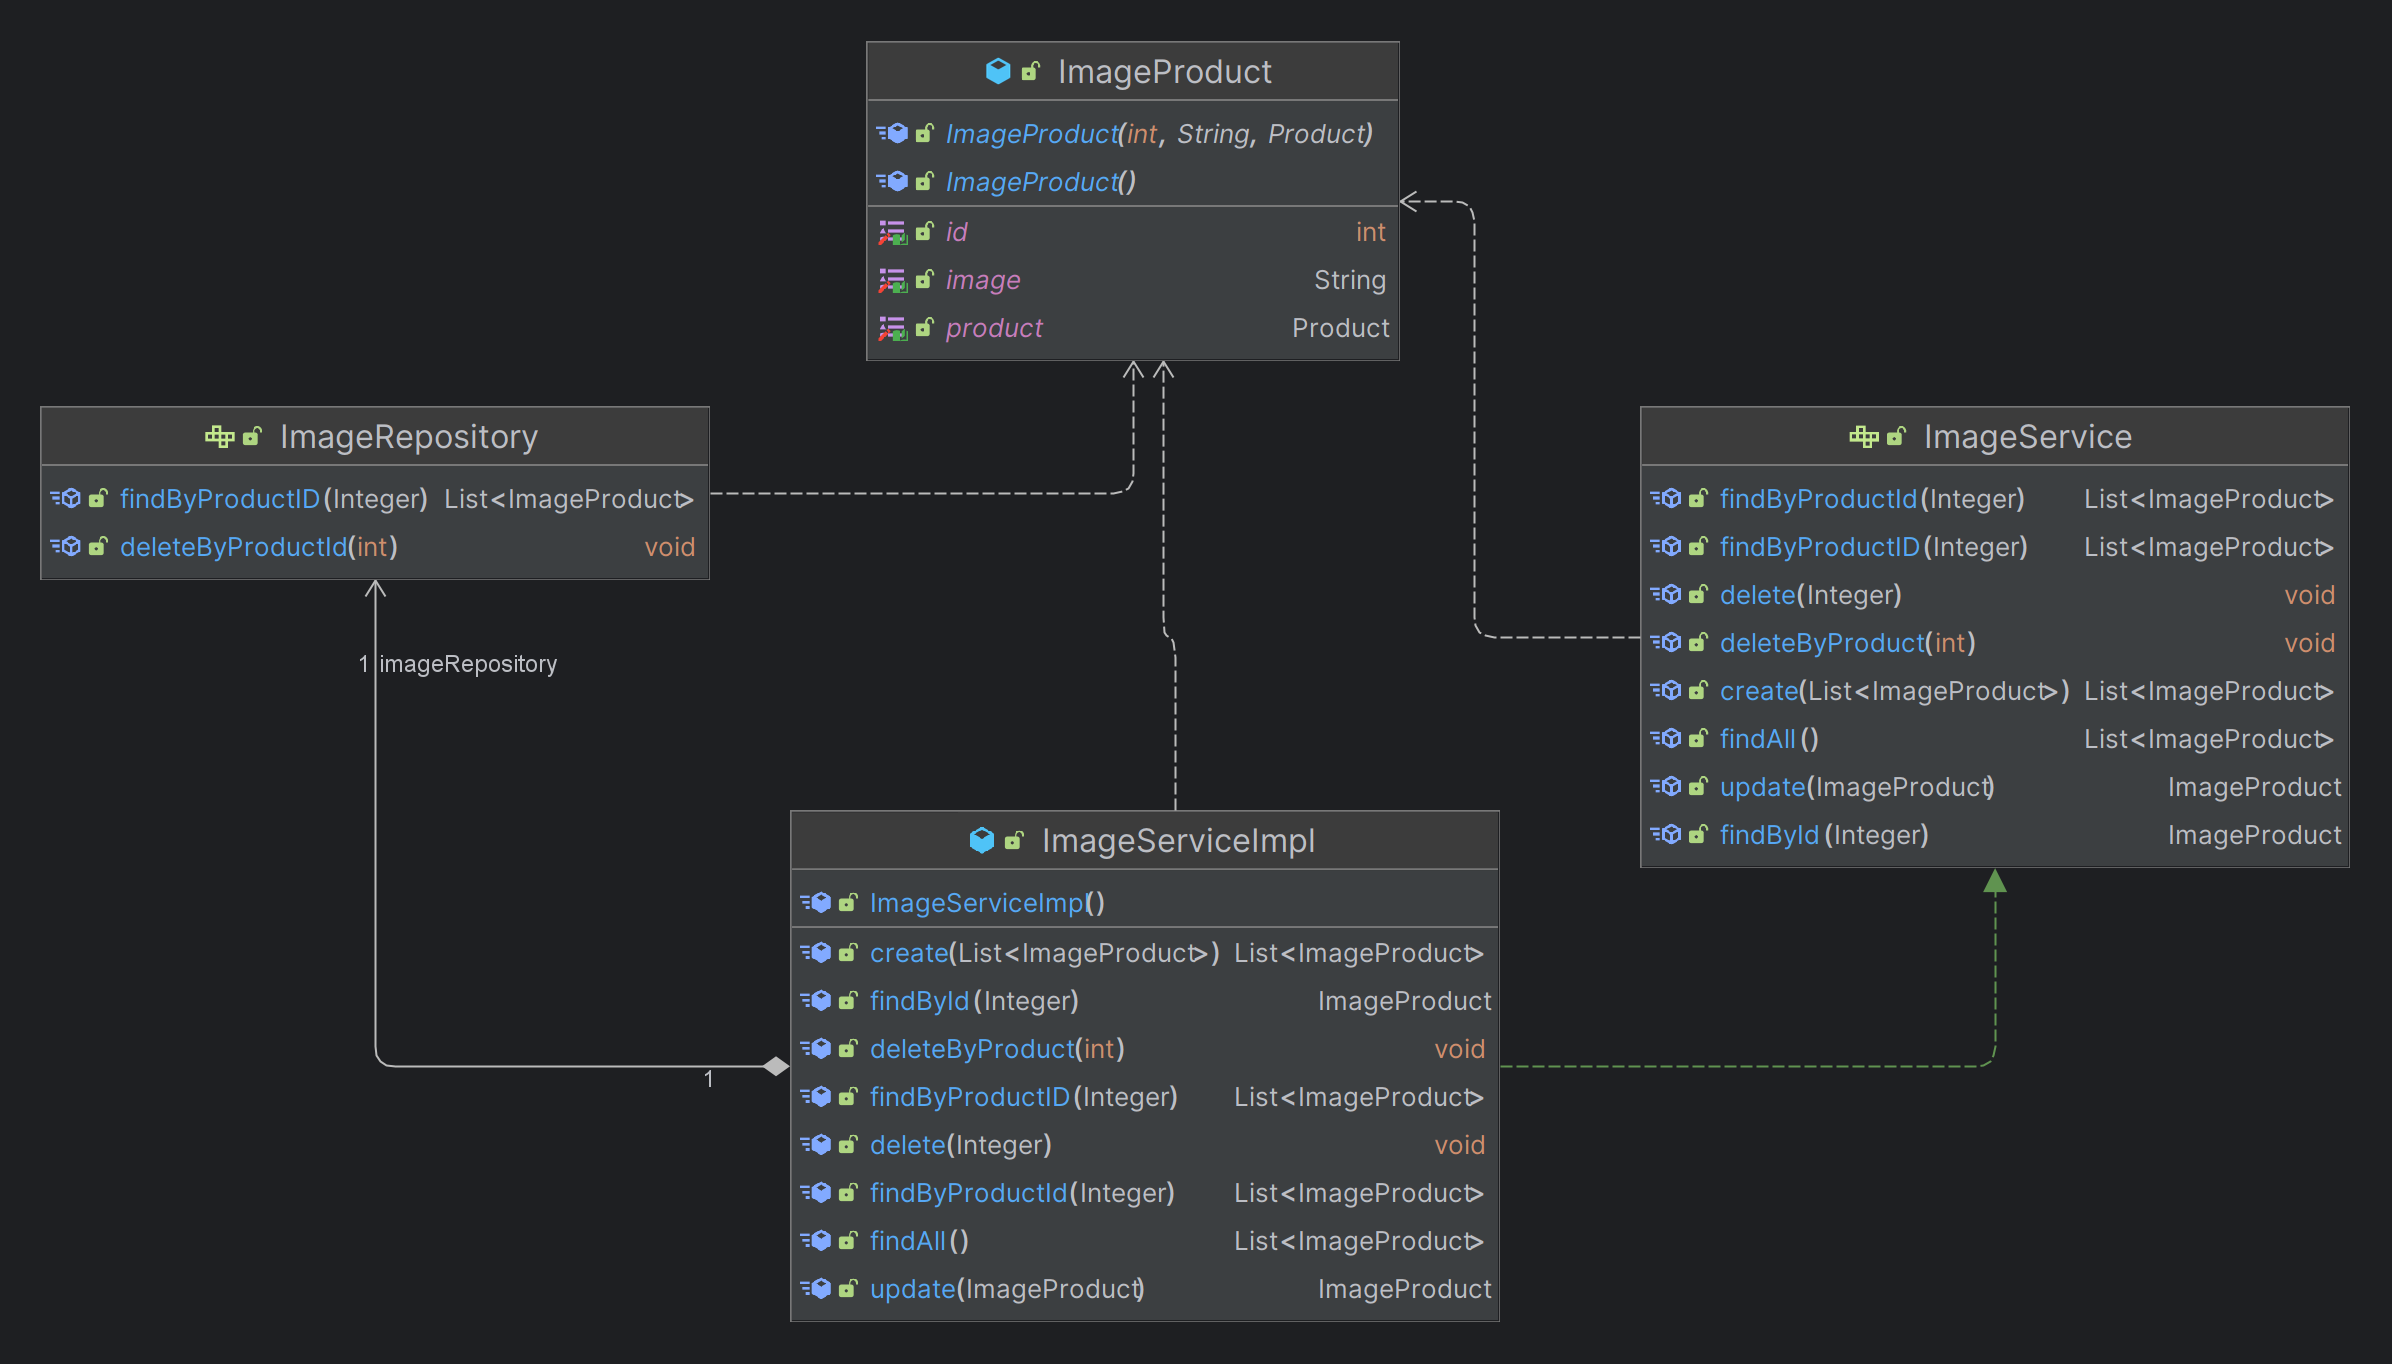 ImageProduct
ImageProduct(int, String, Product)
ImageProduct()
id int
image String
product Product
ImageRepository
findByProductID(Integer) List<ImageProduct>
deleteByProductId(int) void
ImageService
findByProductId(Integer) List<ImageProduct>
findByProductID(Integer) List<ImageProduct>
delete(Integer) void
deleteByProduct(int) void
create(List<ImageProduct>) List<ImageProduct>
findAll() List<ImageProduct>
update(ImageProduct) ImageProduct
findById(Integer) ImageProduct
1 imageRepository
1
ImageServiceImpl
ImageServiceImpl()
create(List<ImageProduct>) List<ImageProduct>
findById(Integer) ImageProduct
deleteByProduct(int) void
findByProductID(Integer) List<ImageProduct>
delete(Integer) void
findByProductId(Integer) List<ImageProduct>
findAll() List<ImageProduct>
update(ImageProduct) ImageProduct